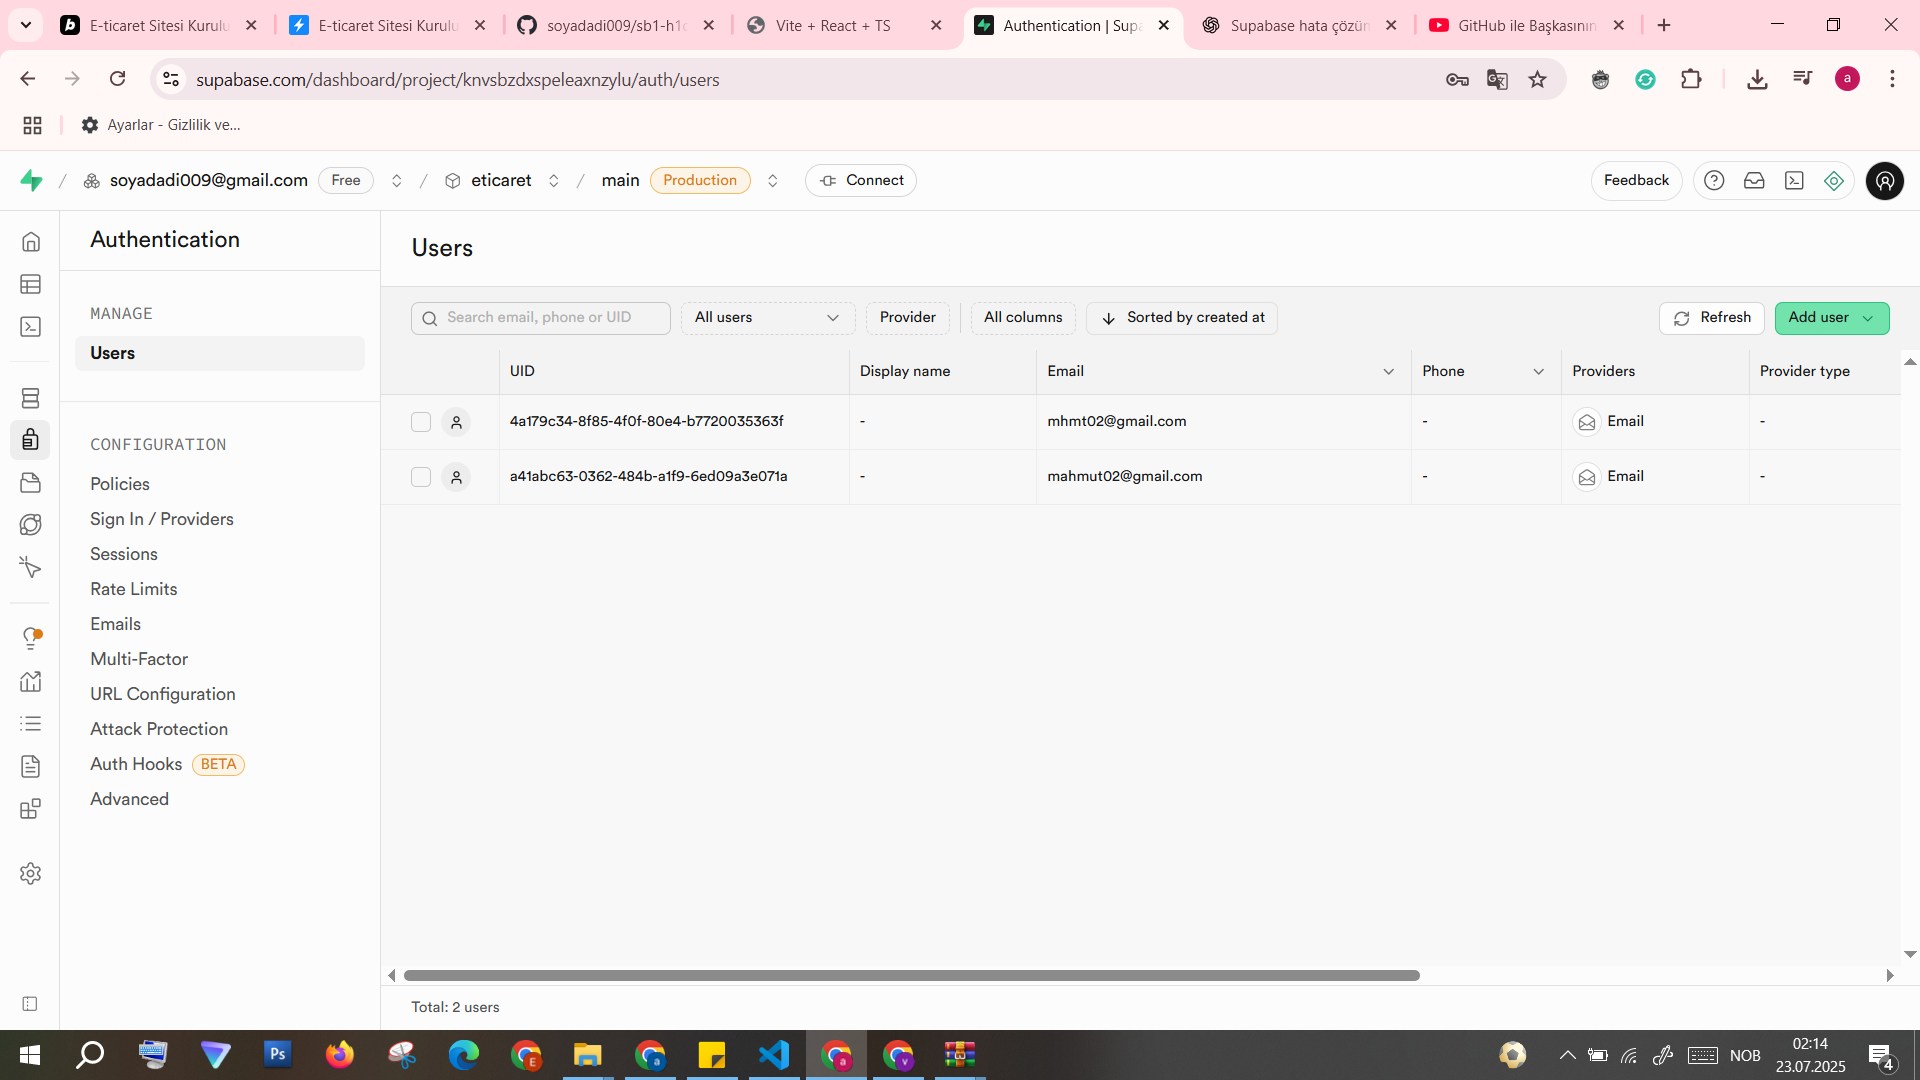 E-ticaret Sitesi Kurulu
E-ticaret Sitesi Kurulu
soyadadi009/sb1-h1c
Vite + React + TS
Authentication | Supa
Supabase hata çözün
GitHub ile Başkasının
supabase.com/dashboard/project/knvsbzdxspeleaxnzylu/auth/users
a
Ayarlar - Gizlilik ve...
/ soyadadi009@gmail.com Free / eticaret / main Production Connect
Feedback
Authentication
MANAGE
Users
CONFIGURATION
Policies
Sign In / Providers
Sessions
Rate Limits
Emails
Multi-Factor
URL Configuration
Attack Protection
Auth Hooks BETA
Advanced
Users
Search email, phone or UID All users Provider All columns Sorted by created at Refresh Add user
UID Display name Email Phone Providers Provider type
4a179c34-8f85-4f0f-80e4-b7720035363f - mhmt02@gmail.com - Email -
a41abc63-0362-484b-a1f9-6ed09a3e071a - mahmut02@gmail.com - Email -
Total: 2 users
Ps
E
a
a
v
NOB
02:14
23.07.2025
4